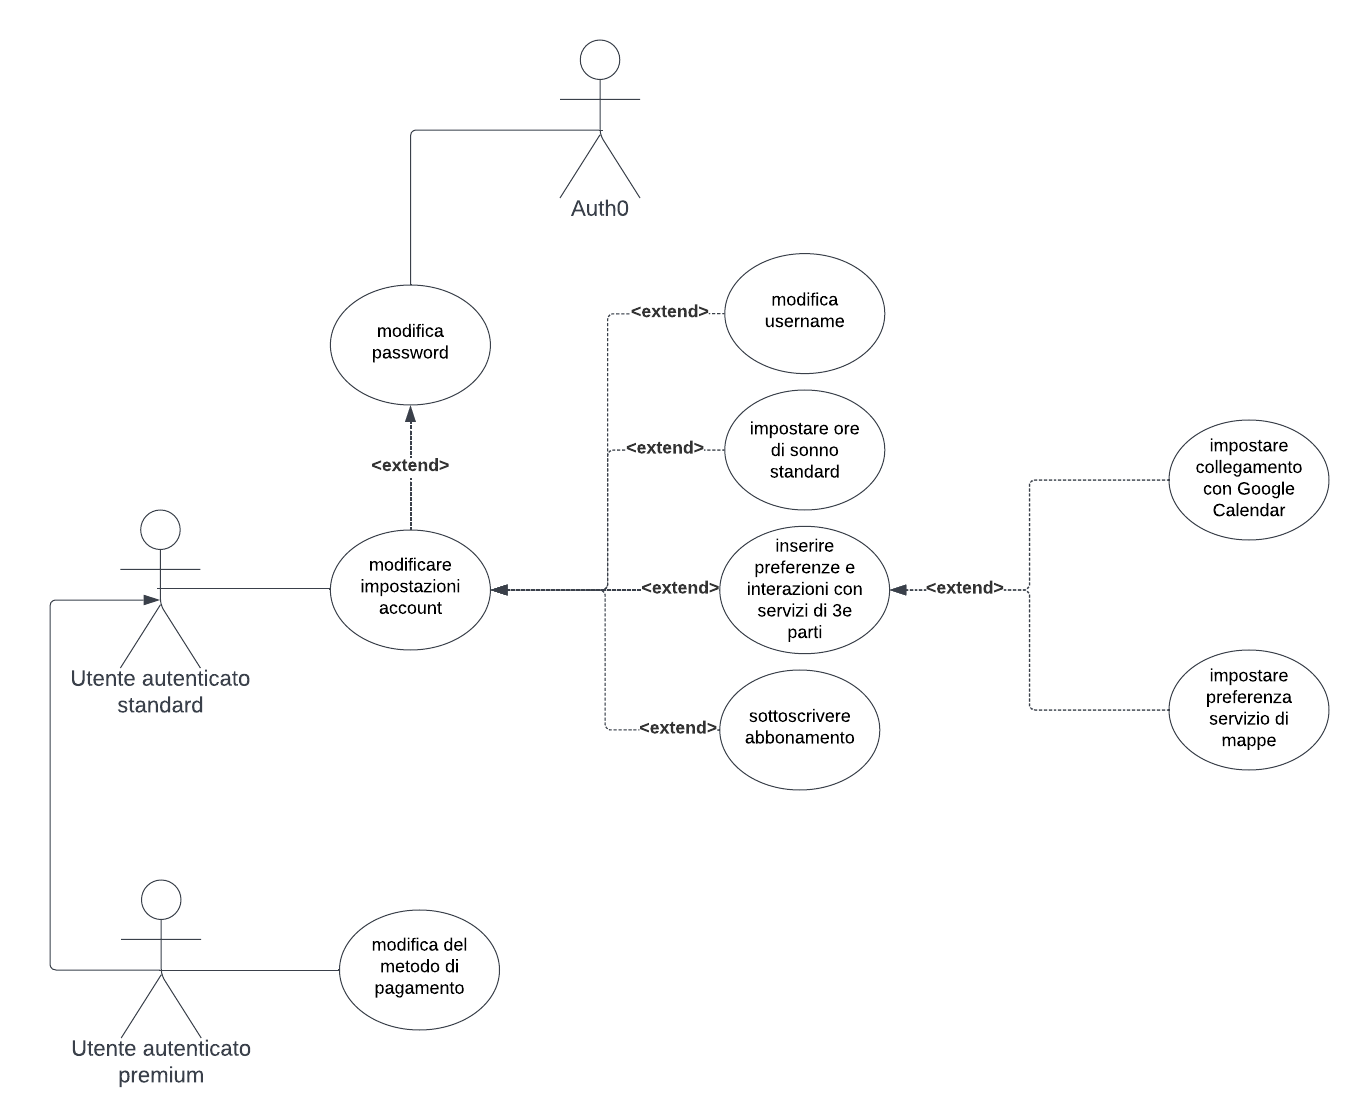 Auth0
modifica
password
<extend>
modificare
impostazioni
account
Utente autenticato
standard
<extend>
modifica
username
<extend>
impostare ore
di sonno
standard
<extend>
inserire
preferenze e
interazioni con
servizi di 3e
parti
<extend>
sottoscrivere
abbonamento
<extend>
impostare
collegamento
con Google
Calendar
impostare
preferenza
servizio di
mappe
Utente autenticato
premium
modifica del
metodo di
pagamento